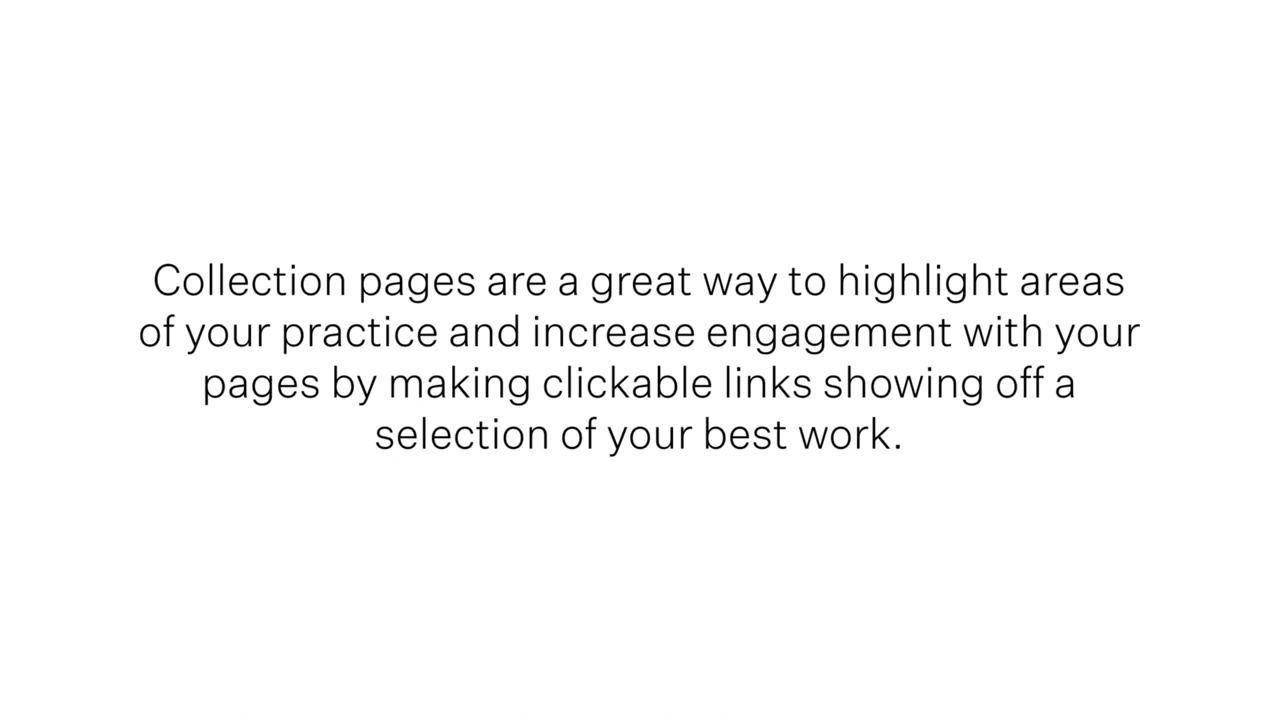 Collection pages are a great way to highlight areas
of your practice and increase engagement with your
pages by making clickable links showing off a
selection of your best work.